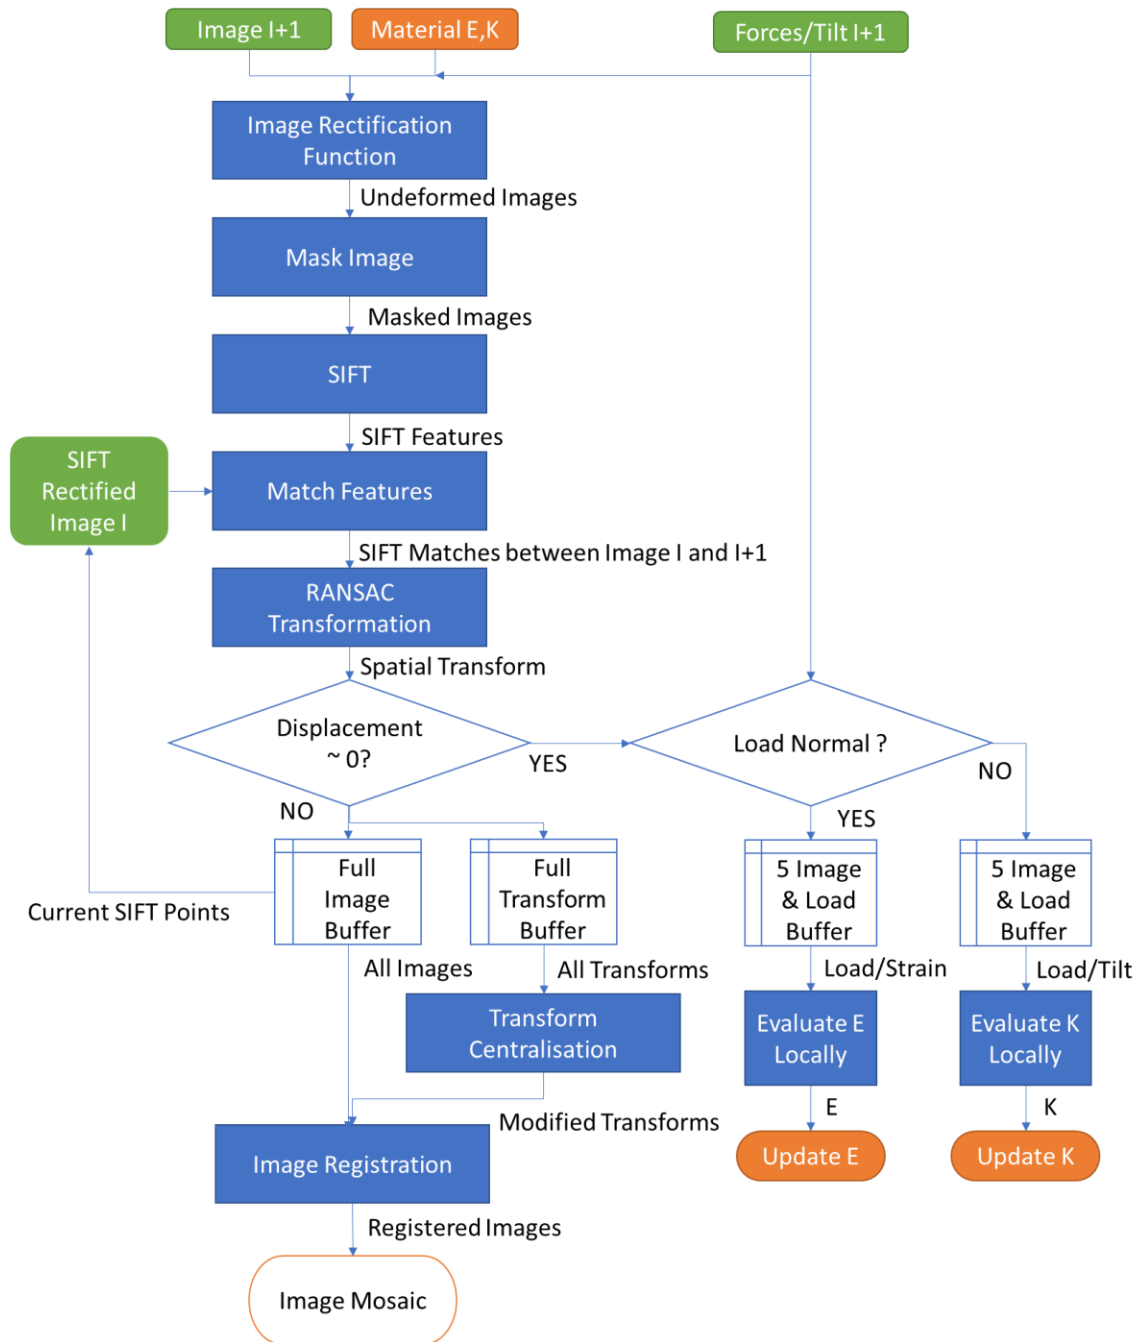 Image I+1
Material E,K
Forces/Tilt I+1
Image Rectification
Function
Undeformed Images
Mask Image
Masked Images
SIFT
SIFT Features
SIFT
Rectified
Image I
Match Features
SIFT Matches between Image I and I+1
RANSAC
Transformation
Spatial Transform
Displacement
~ 0?
YES
Load Normal ?
NO
NO
YES
Full
Image
Buffer
Full
Transform
Buffer
5 Image
& Load
Buffer
5 Image
& Load
Buffer
Current SIFT Points
All Images
All Transforms
Load/Strain
Load/Tilt
Transform
Centralisation
Evaluate E
Locally
Evaluate K
Locally
Modified Transforms
E
K
Image Registration
Update E
Update K
Registered Images
Image Mosaic